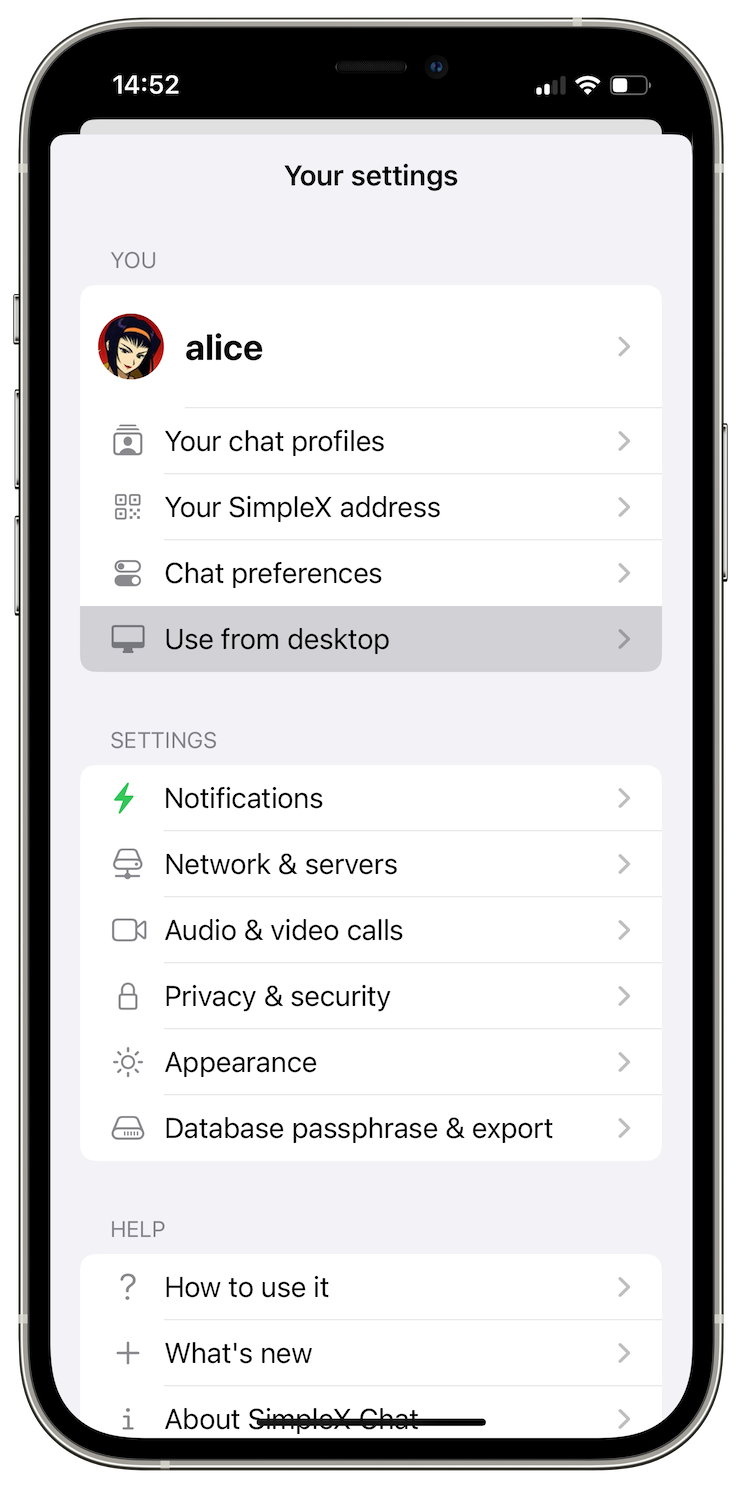 14:52
Your settings
YOU
alice
Your chat profiles
Your SimpleX address
Chat preferences
Use from desktop
SETTINGS
Notifications
Network & servers
Audio & video calls
Privacy & security
Appearance
Database passphrase & export
HELP
How to use it
What's new
About SimpleX Chat